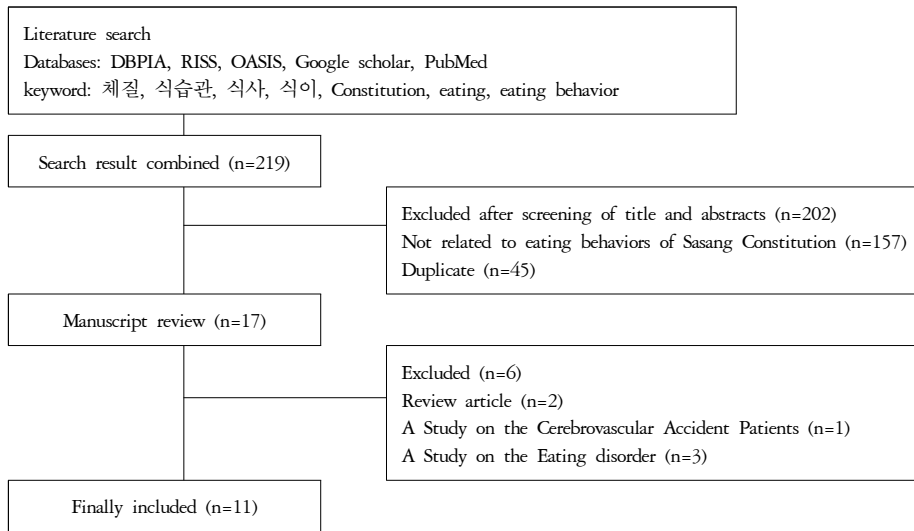 Literature search
Databases: DBPIA, RISS, OASIS, Google scholar, PubMed
keyword: 체질, 식습관, 식사, 식이, Constitution, eating, eating behavior
Search result combined (n=219)
Excluded after screening of title and abstracts (n=202)
Not related to eating behaviors of Sasang Constitution (n=157)
Duplicate (n=45)
Manuscript review (n=17)
Excluded (n=6)
Review article (n=2)
A Study on the Cerebrovascular Accident Patients (n=1)
A Study on the Eating disorder (n=3)
Finally included (n=11)